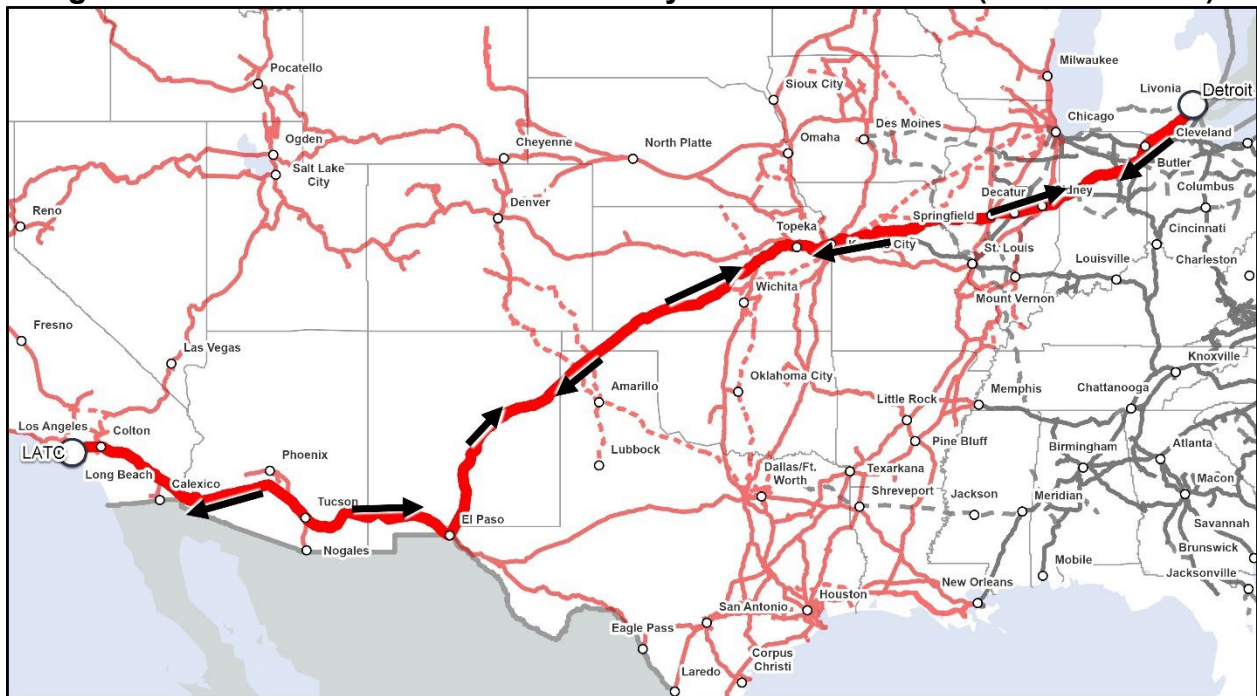 Pocatello
Sioux City
Milwaukee
Livonia
Detroit
Ogden
Salt Lake
City
Cheyenne
North Platte
Omaha
Des Moines
Chicago
Cleveland
Butler
Reno
Denver
Topeka
Springfield
Decatur
Columbus
Cincinnati
St. Louis
Louisville
Charleston
Wichita
Mount Vernon
Fresno
Las Vegas
Knoxville
Oklahoma City
Amarillo
Little Rock
Memphis
Chattanooga
Los Angeles
Colton
LATC
Phoenix
Lubbock
Pine Bluff
Birmingham
Atlanta
Long Beach
Calexico
Tucson
El Paso
Dallas/Ft.
Worth
Texarkana
Shreveport
Jackson
Meridian
Macon
Savannah
Nogales
Mobile
Brunswick
Jacksonville
New Orleans
San Antonio
Houston
Eagle Pass
Laredo
Corpus
Christi